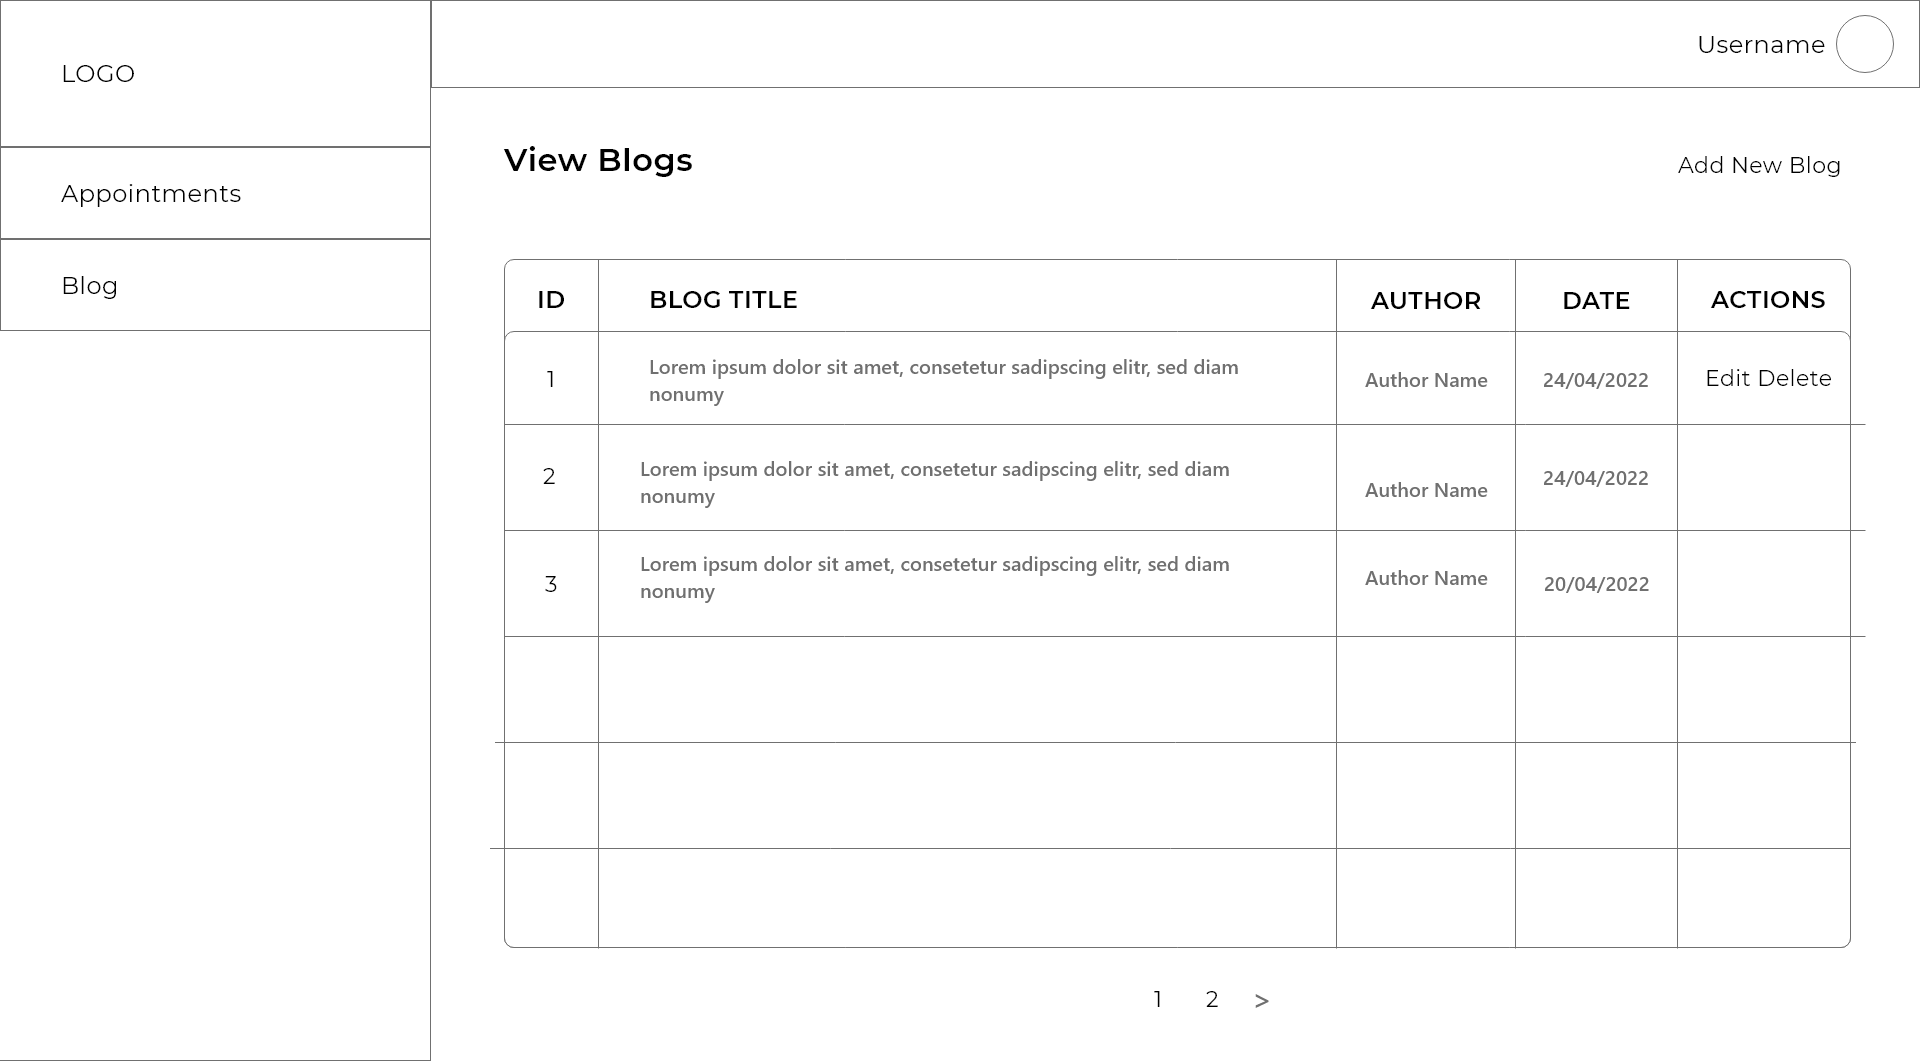 LOGO
Username
Appointments
Blog
View Blogs
Add New Blog
ID BLOG TITLE AUTHOR DATE ACTIONS
1 Lorem ipsum dolor sit amet, consetetur sadipscing elitr, sed diam
nonumy
Author Name 24/04/2022 Edit Delete
2 Lorem ipsum dolor sit amet, consetetur sadipscing elitr, sed diam
nonumy
Author Name 24/04/2022
3 Lorem ipsum dolor sit amet, consetetur sadipscing elitr, sed diam
nonumy
Author Name 20/04/2022
1 2 >